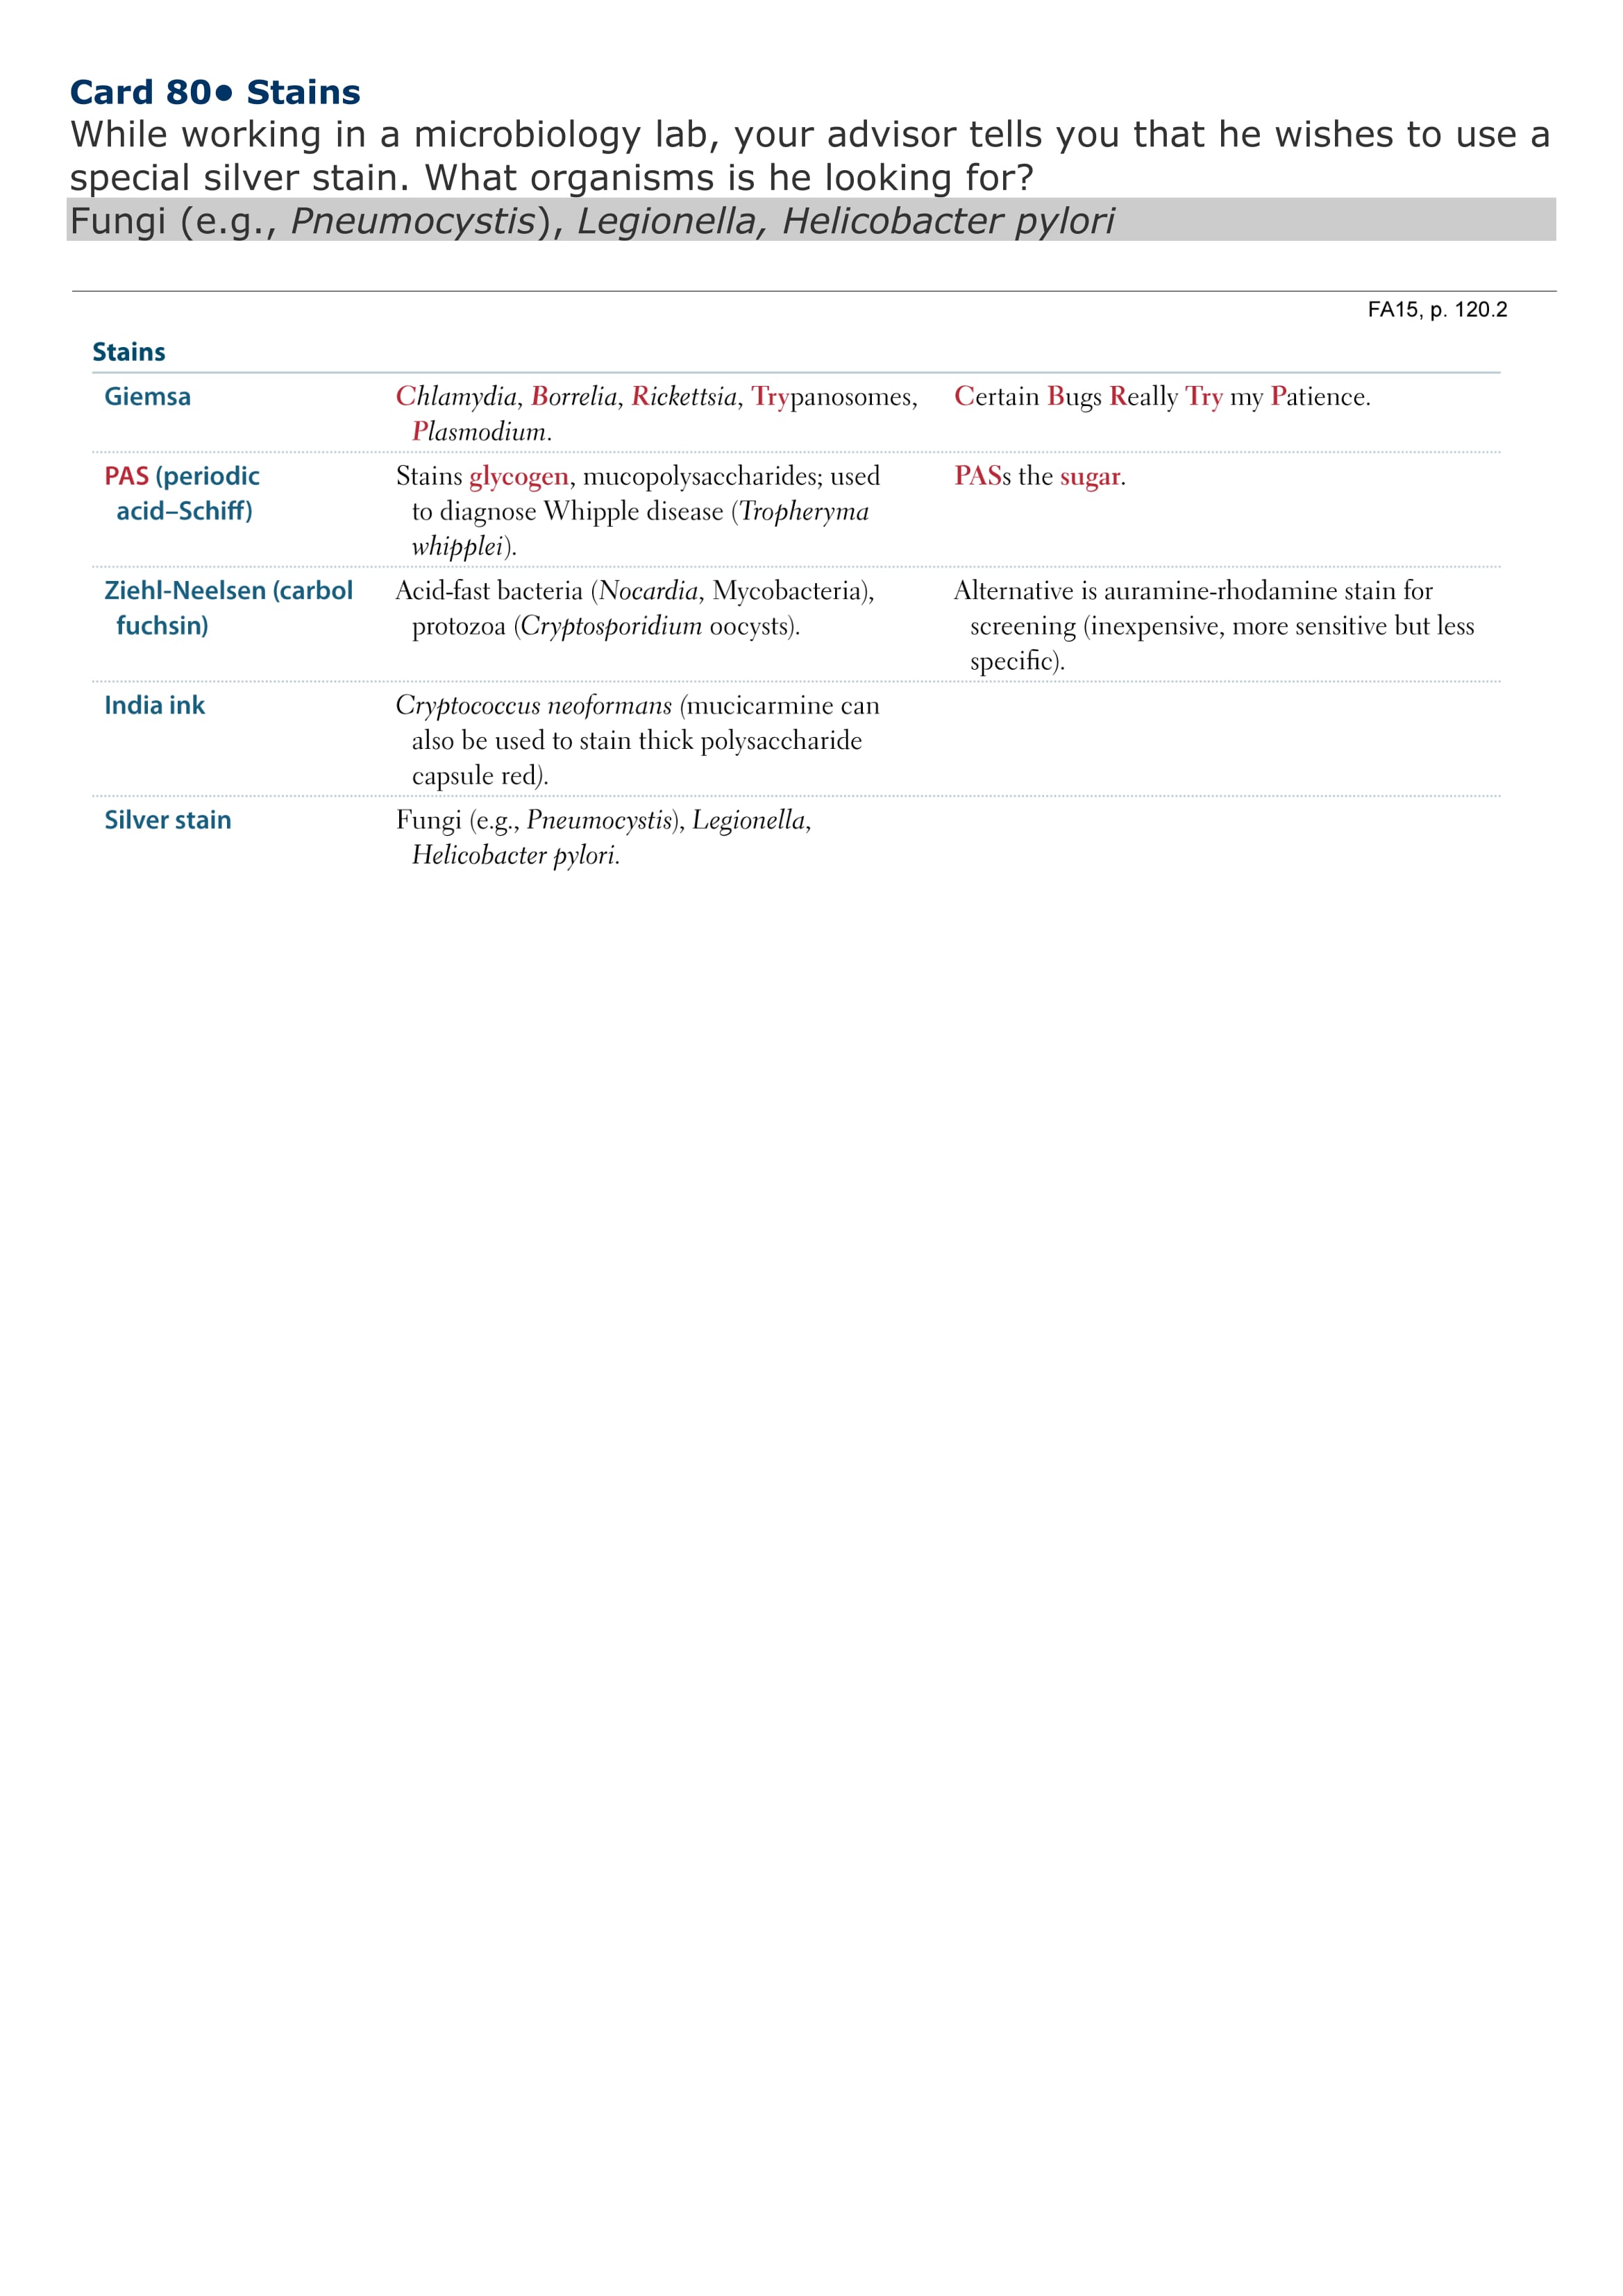 Card 80● Stains
While working in a microbiology lab, your advisor tells you that he wishes to use a
special silver stain. What organisms is he looking for?
Fungi (e.g., Pneumocystis), Legionella, Helicobacter pylori
FA15, p. 120.2
Stains
Giemsa
Chlamydia, Borrelia, Rickettsia, Trypanosomes,
Plasmodium.
Certain Bugs Really Try my Patience.
PAS (periodic
acid–Schiff)
Stains glycogen, mucopolysaccharides; used
to diagnose Whipple disease (Tropheryma
whipplei).
PASs the sugar.
Ziehl-Neelsen (carbol
fuchsin)
Acid-fast bacteria (Nocardia, Mycobacteria),
protozoa (Cryptosporidium oocysts).
Alternative is auramine-rhodamine stain for
screening (inexpensive, more sensitive but less
specific).
India ink
Cryptococcus neoformans (mucicarmine can
also be used to stain thick polysaccharide
capsule red).
Silver stain
Fungi (e.g., Pneumocystis), Legionella,
Helicobacter pylori.